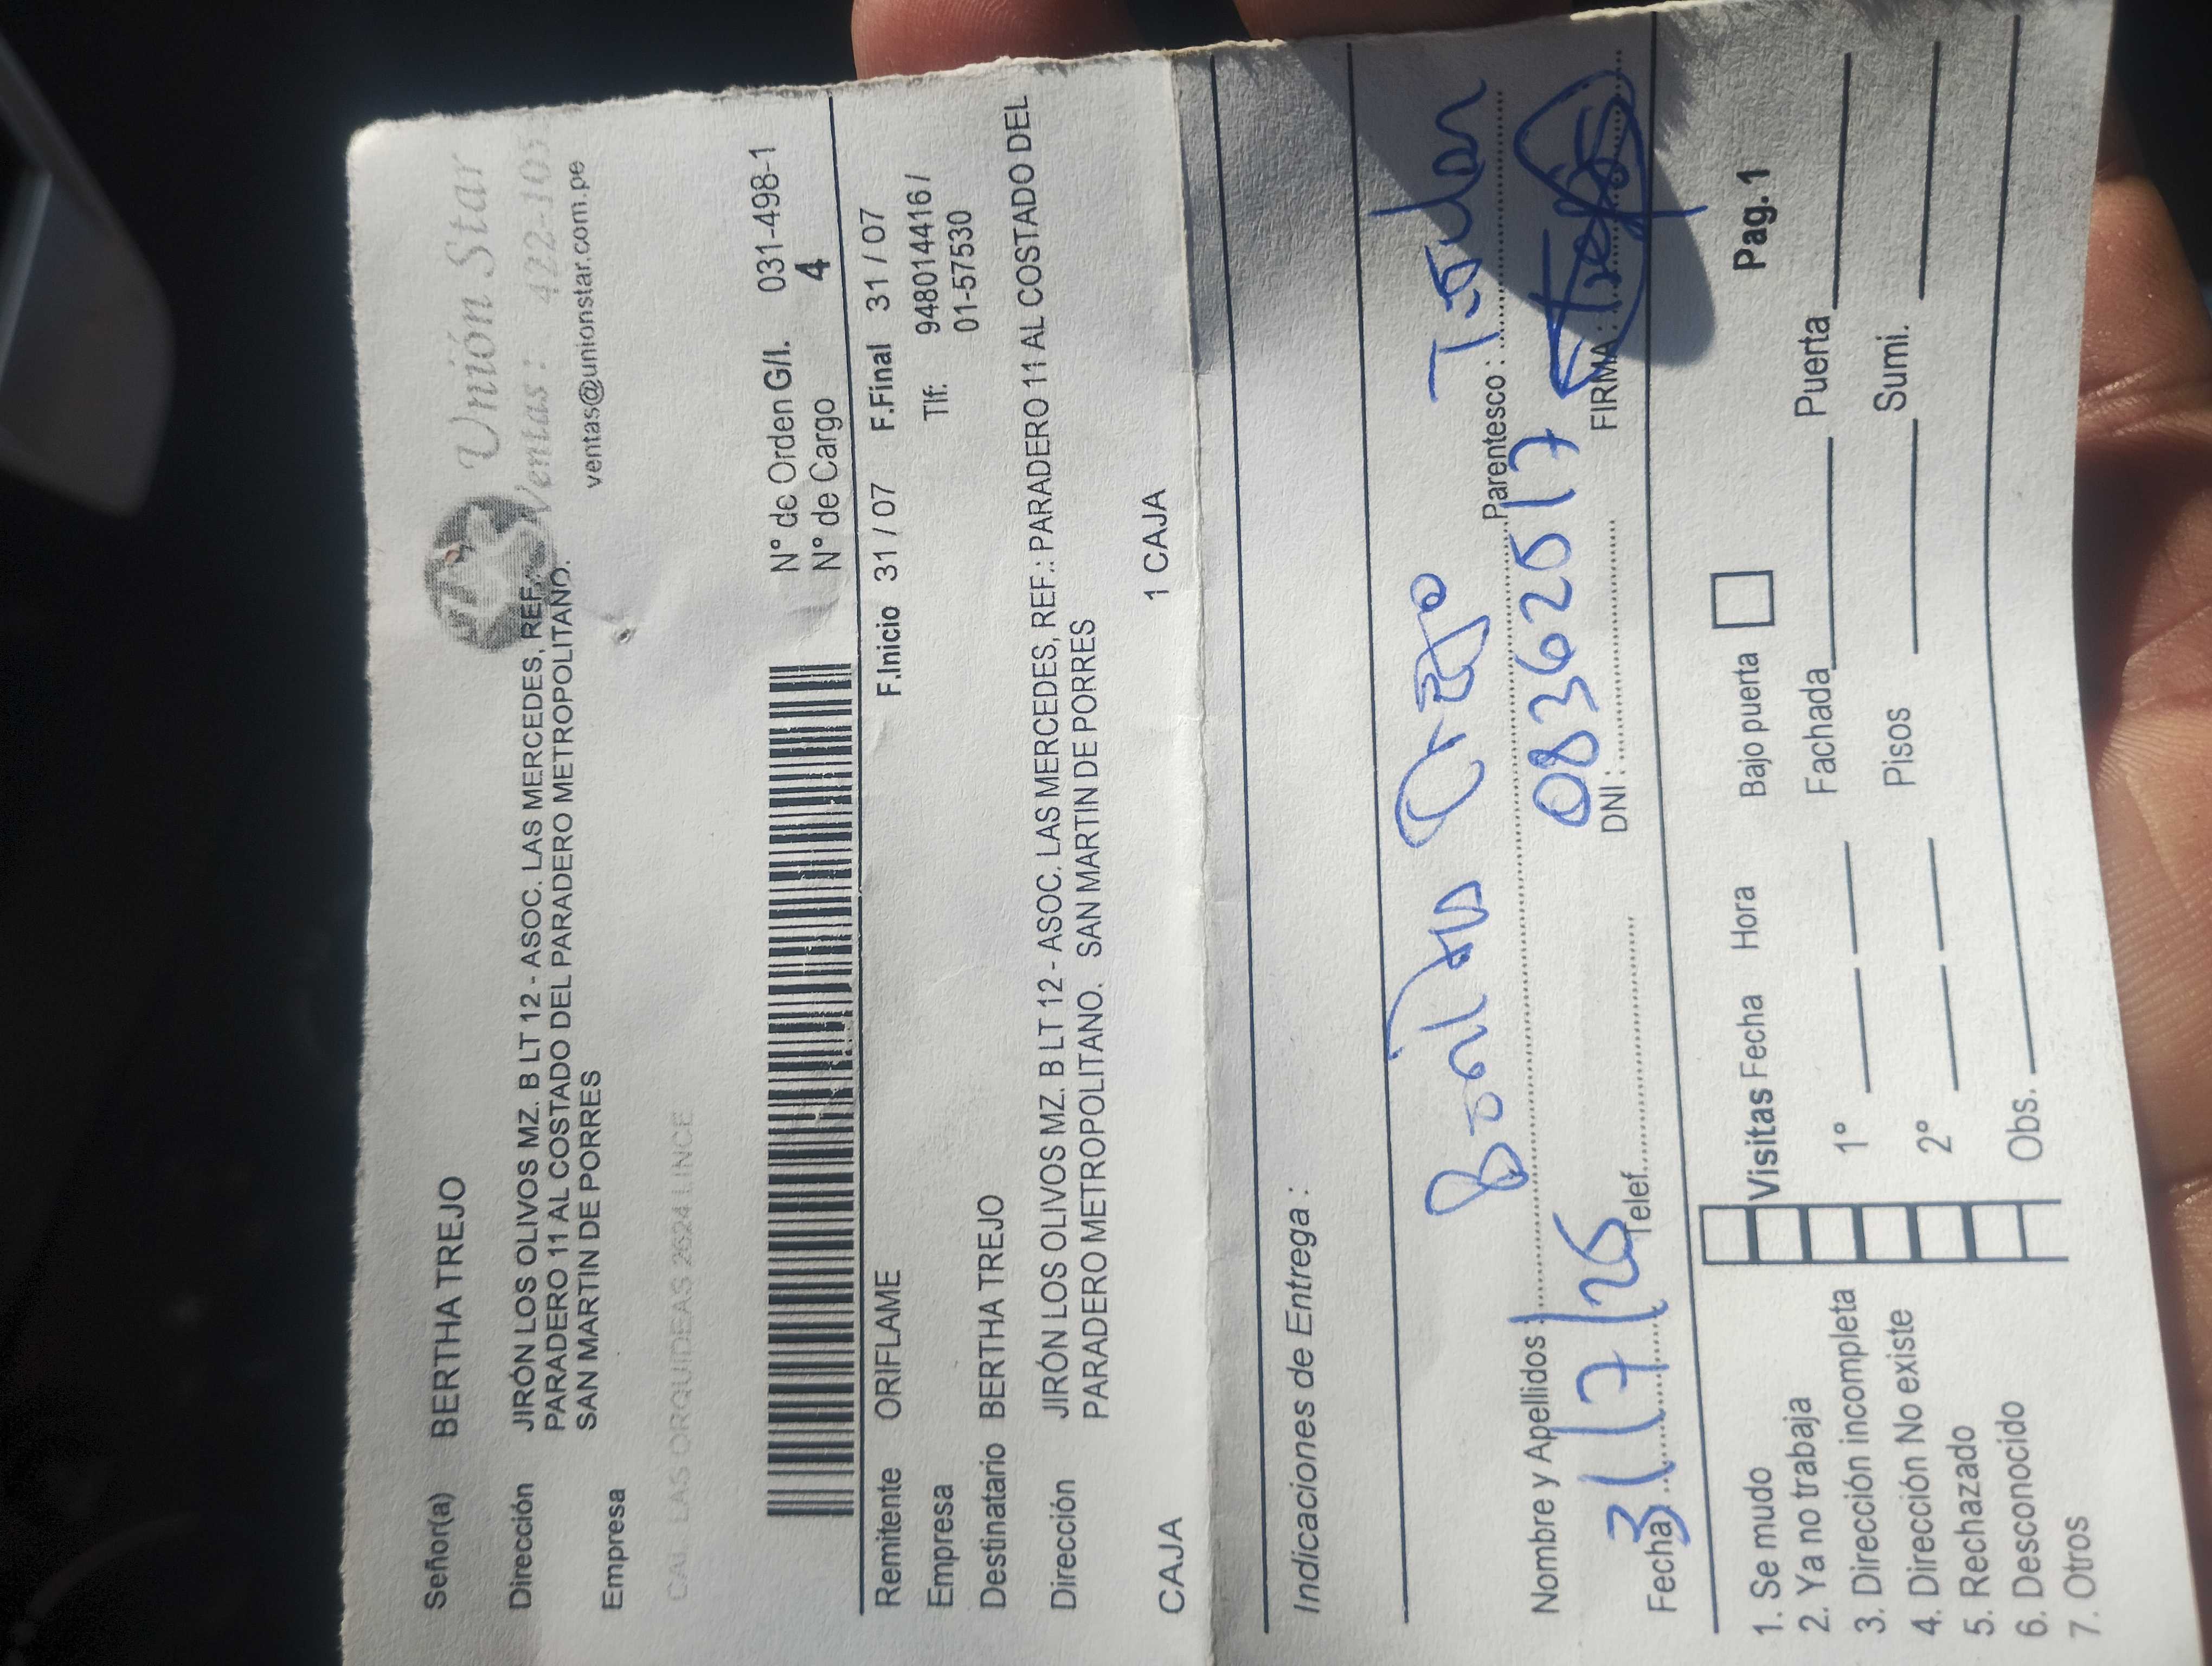 Unión Star
Ventas : 422-105
ventas@unionstar.com.pe
Señor(a) BERTHA TREJO
Dirección JIRÓN LOS OLIVOS MZ. B LT 12 - ASOC. LAS MERCEDES, REF.:
PARADERO 11 AL COSTADO DEL PARADERO METROPOLITANO.
SAN MARTIN DE PORRES
Empresa
CAL LAS ORQUIDEAS 2624 LINCE
N° de Orden G/I. 031-498-1
N° de Cargo 4
Remitente ORIFLAME F.Inicio 31 / 07 F.Final 31 / 07
Empresa Tlf: 948014416 /
01-57530
Destinatario BERTHA TREJO
Dirección JIRÓN LOS OLIVOS MZ. B LT 12 - ASOC. LAS MERCEDES, REF.: PARADERO 11 AL COSTADO DEL
PARADERO METROPOLITANO. SAN MARTIN DE PORRES
CAJA 1 CAJA
Indicaciones de Entrega :
Nombre y Apellidos : Parentesco :
Fecha 31/7/26 Telef. DNI : 08362517 FIRMA :
Pag. 1
1. Se mudo Visitas Fecha Hora Bajo puerta
2. Ya no trabaja 1° Fachada Puerta
3. Dirección incompleta
4. Dirección No existe 2° Pisos Sumi.
5. Rechazado
6. Desconocido Obs.
7. Otros